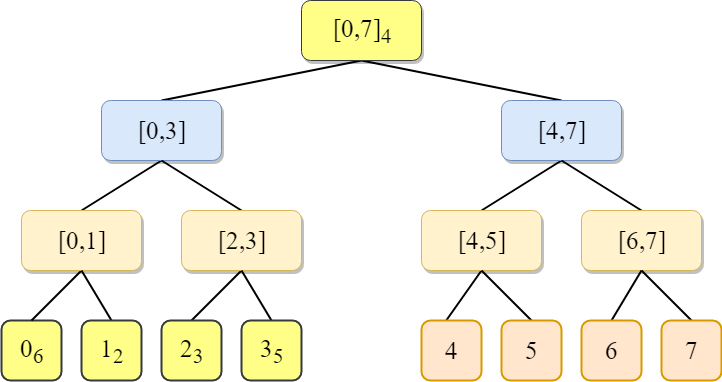 [0,7]₄
[0,3] [4,7]
[0,1] [2,3] [4,5] [6,7]
0₆ 1₂ 2₃ 3₅ 4 5 6 7